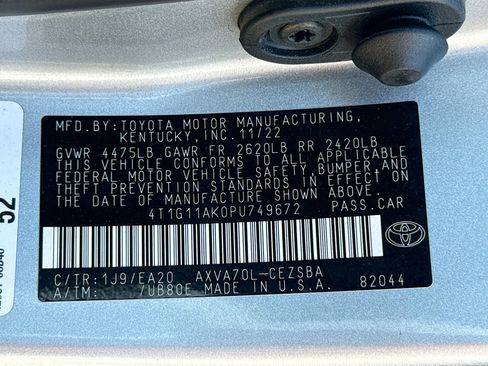 MFD.BY:TOYOTA MOTOR MANUFACTURING,
KENTUCKY, INC.11/22
GVWR 4475LB GAWR FR 2620LB RR 2420LB
THIS VEHICLE CONFORMS TO ALL APPLICABLE
FEDERAL MOTOR VEHICLE SAFETY, BUMPER, AND
THEFT PREVENTION STANDARDS IN EFFECT ON
THE DATE OF MANUFACTURE SHOWN ABOVE.
4T1G11AK0PU749672 PASS.CAR
C/TR:1J9/EA20 AXVA70L-CEZSBA
A/TM: /UB80E MADE IN U.S.A. 82044
52